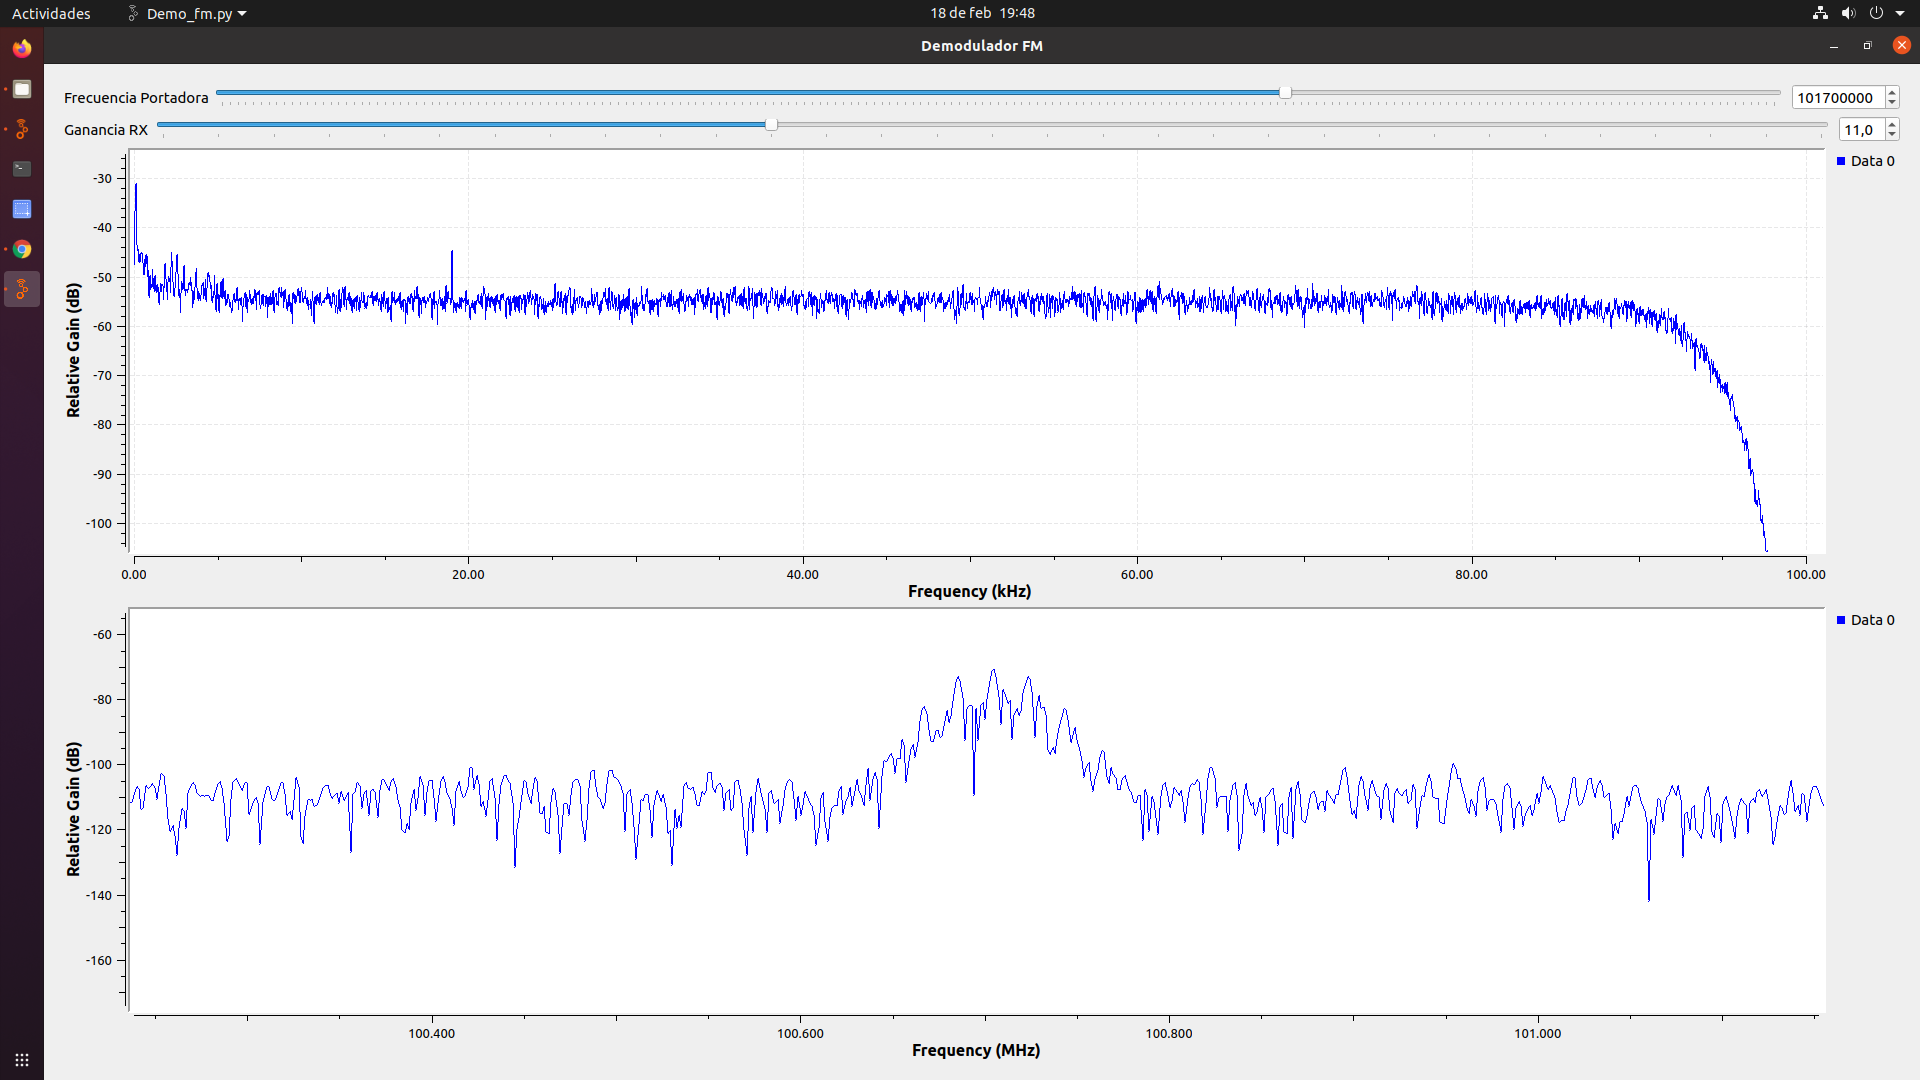 Actividades Demo_fm.py 18 de feb 19:48
Demodulador FM
Frecuencia Portadora 101700000
Ganancia RX 11,0
Data 0
Relative Gain (dB)
-30
-40
-50
-60
-70
-80
-90
-100
0.00 20.00 40.00 60.00 80.00 100.00
Frequency (kHz)
Data 0
Relative Gain (dB)
-60
-80
-100
-120
-140
-160
100.400 100.600 100.800 101.000
Frequency (MHz)